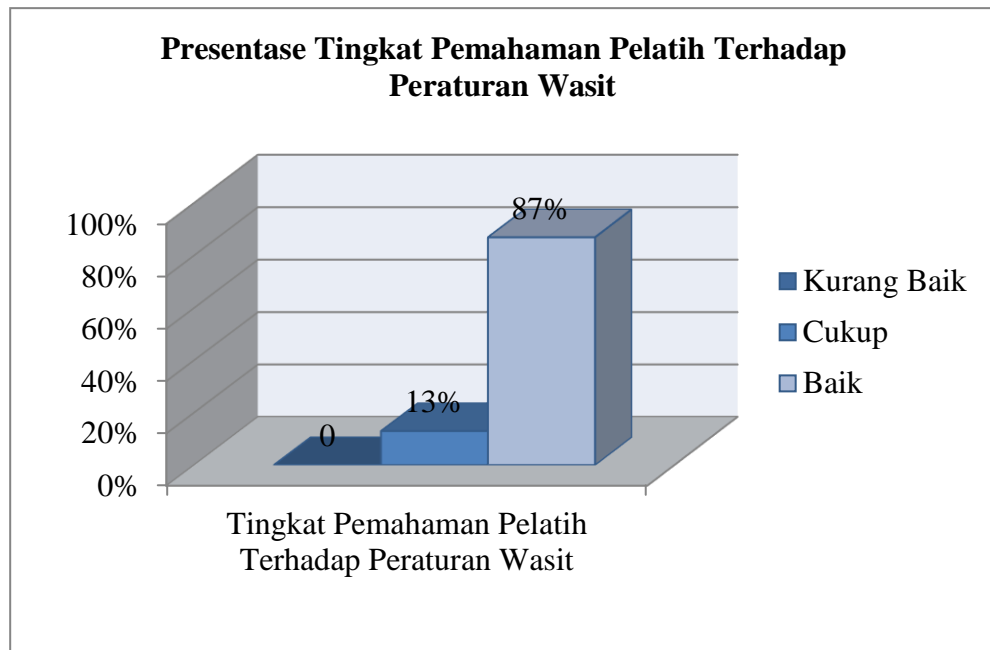 Presentase Tingkat Pemahaman Pelatih Terhadap
Peraturan Wasit
100%
80%
60%
40%
20%
0%
0
13%
87%
Tingkat Pemahaman Pelatih
Terhadap Peraturan Wasit
Kurang Baik
Cukup
Baik